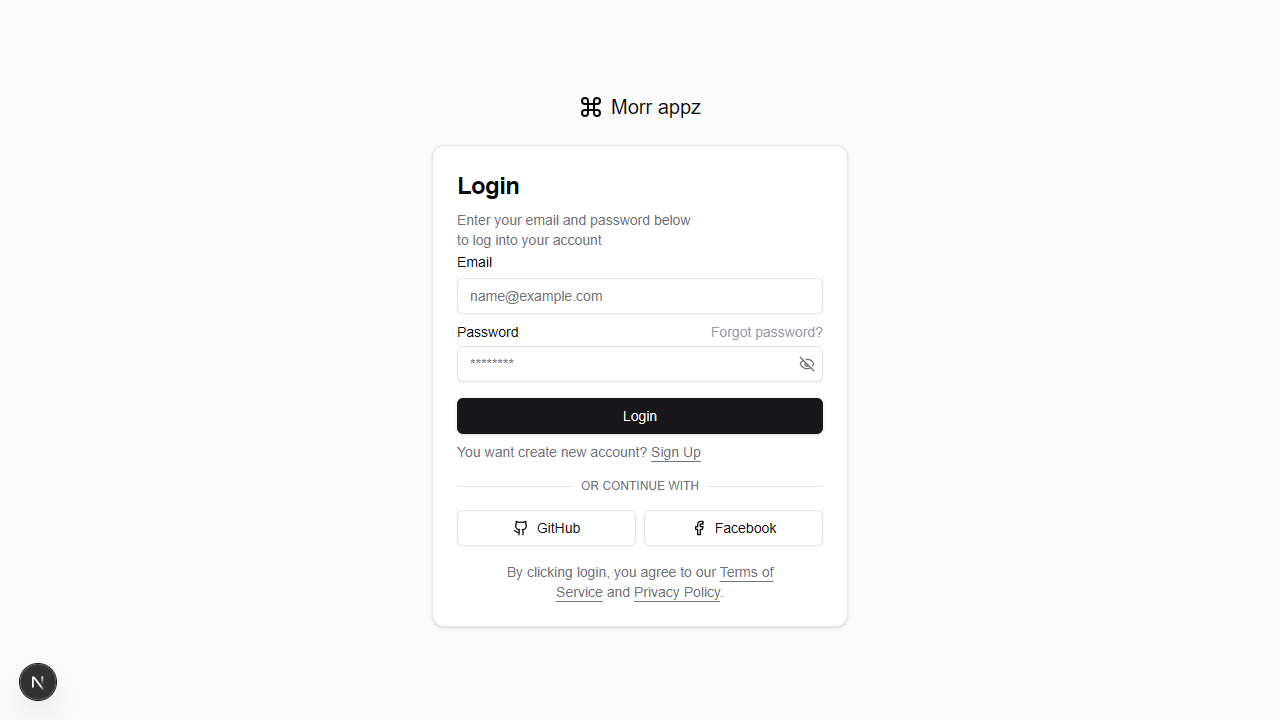 Morr appz
Login
Enter your email and password below
to log into your account
Email
name@example.com
Password
Forgot password?
********
Login
You want create new account? Sign Up
OR CONTINUE WITH
GitHub
Facebook
By clicking login, you agree to our Terms of
Service and Privacy Policy.
N